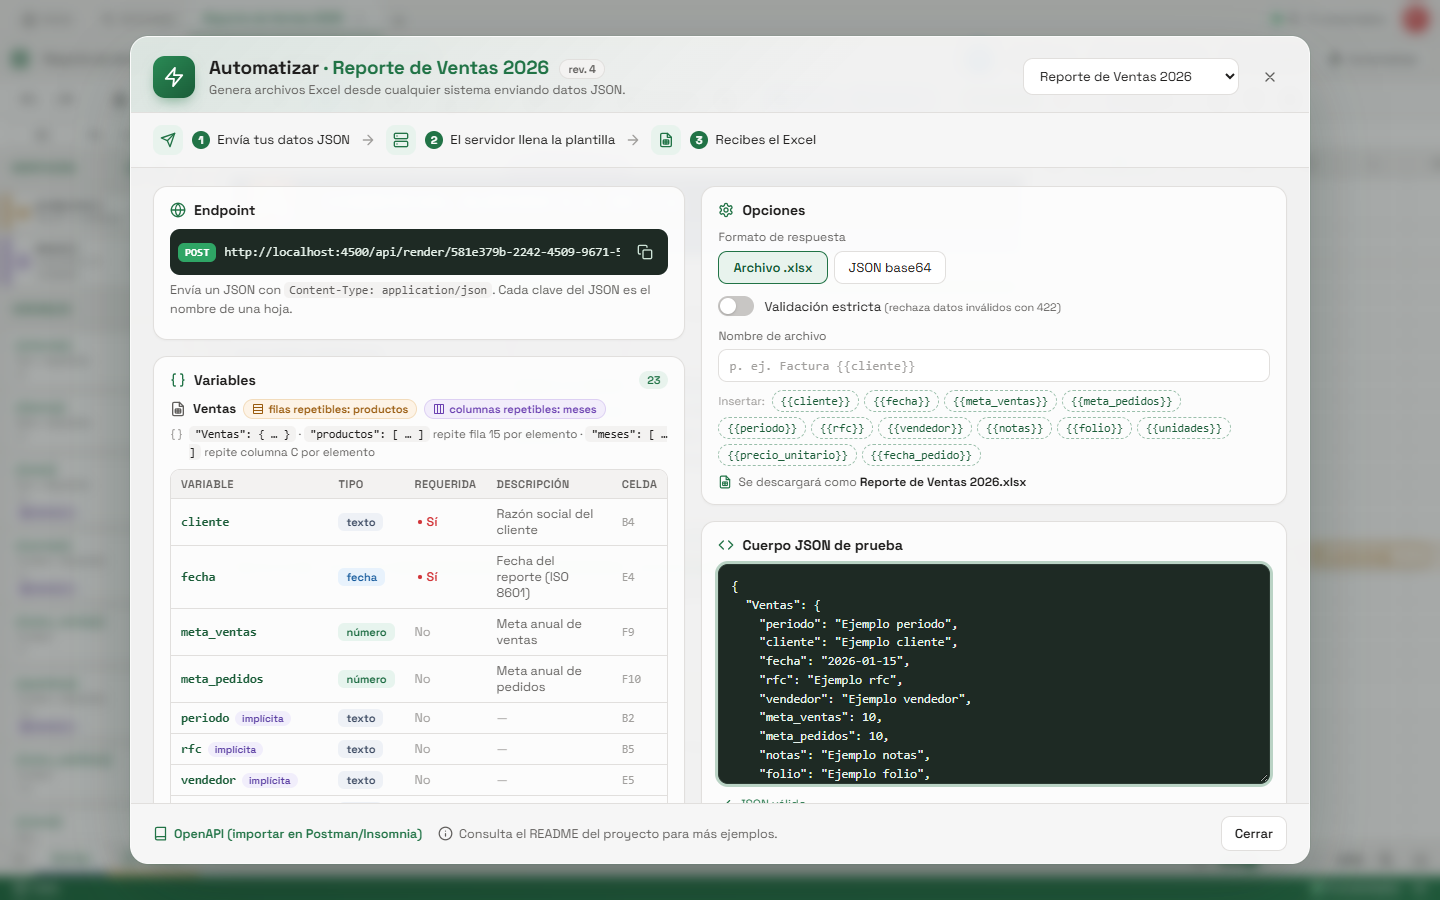 Automatizar · Reporte de Ventas 2026 rev. 4
Genera archivos Excel desde cualquier sistema enviando datos JSON.
Reporte de Ventas 2026
1 Envía tus datos JSON → 2 El servidor llena la plantilla → 3 Recibes el Excel
Endpoint
POST http://localhost:4500/api/render/581e379b-2242-4509-9671-5
Envía un JSON con Content-Type: application/json. Cada clave del JSON es el
nombre de una hoja.
Variables 23
Ventas filas repetibles: productos columnas repetibles: meses
{} "Ventas": { … } · "productos": [ … ] repite fila 15 por elemento · "meses": [ …
] repite columna C por elemento
VARIABLE TIPO REQUERIDA DESCRIPCIÓN CELDA
cliente texto • Sí Razón social del cliente B4
fecha fecha • Sí Fecha del reporte (ISO 8601) E4
meta_ventas número No Meta anual de ventas F9
meta_pedidos número No Meta anual de pedidos F10
periodo implícita texto No — B2
rfc implícita texto No — B5
vendedor implícita texto No — E5
Opciones
Formato de respuesta
Archivo .xlsx JSON base64
Validación estricta (rechaza datos inválidos con 422)
Nombre de archivo
p. ej. Factura {{cliente}}
Insertar: {{cliente}} {{fecha}} {{meta_ventas}} {{meta_pedidos}}
{{periodo}} {{rfc}} {{vendedor}} {{notas}} {{folio}} {{unidades}}
{{precio_unitario}} {{fecha_pedido}}
Se descargará como Reporte de Ventas 2026.xlsx
Cuerpo JSON de prueba
{
"Ventas": {
"periodo": "Ejemplo periodo",
"cliente": "Ejemplo cliente",
"fecha": "2026-01-15",
"rfc": "Ejemplo rfc",
"vendedor": "Ejemplo vendedor",
"meta_ventas": 10,
"meta_pedidos": 10,
"notas": "Ejemplo notas",
"folio": "Ejemplo folio",
JSON válido
OpenAPI (importar en Postman/Insomnia) Consulta el README del proyecto para más ejemplos.
Cerrar